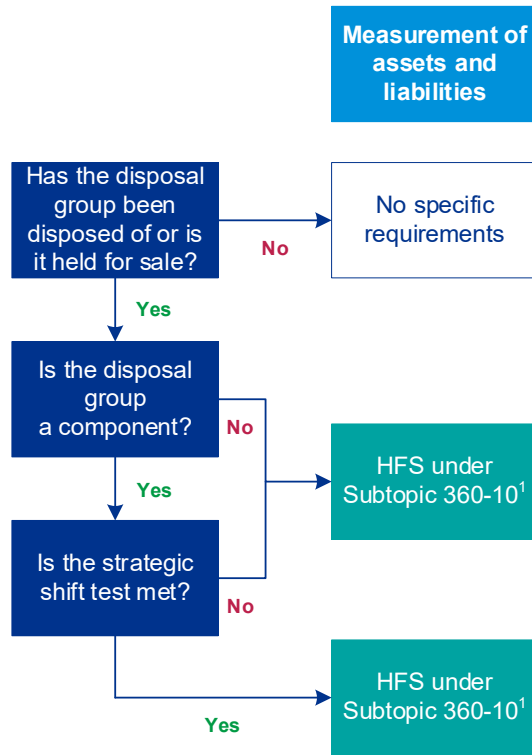 Measurement of
assets and
liabilities
Has the disposal
group been
disposed of or is
it held for sale?
No
No specific
requirements
Yes
Is the disposal
group
a component?
No
Yes
HFS under
Subtopic 360-10¹
Is the strategic
shift test met?
No
Yes
HFS under
Subtopic 360-10¹